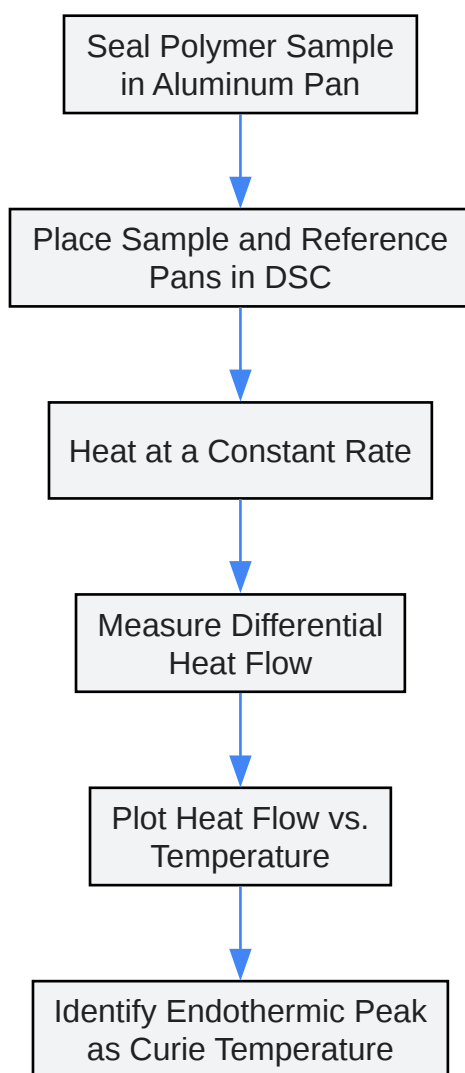 Seal Polymer Sample
in Aluminum Pan
Place Sample and Reference
Pans in DSC
Heat at a Constant Rate
Measure Differential
Heat Flow
Plot Heat Flow vs.
Temperature
Identify Endothermic Peak
as Curie Temperature